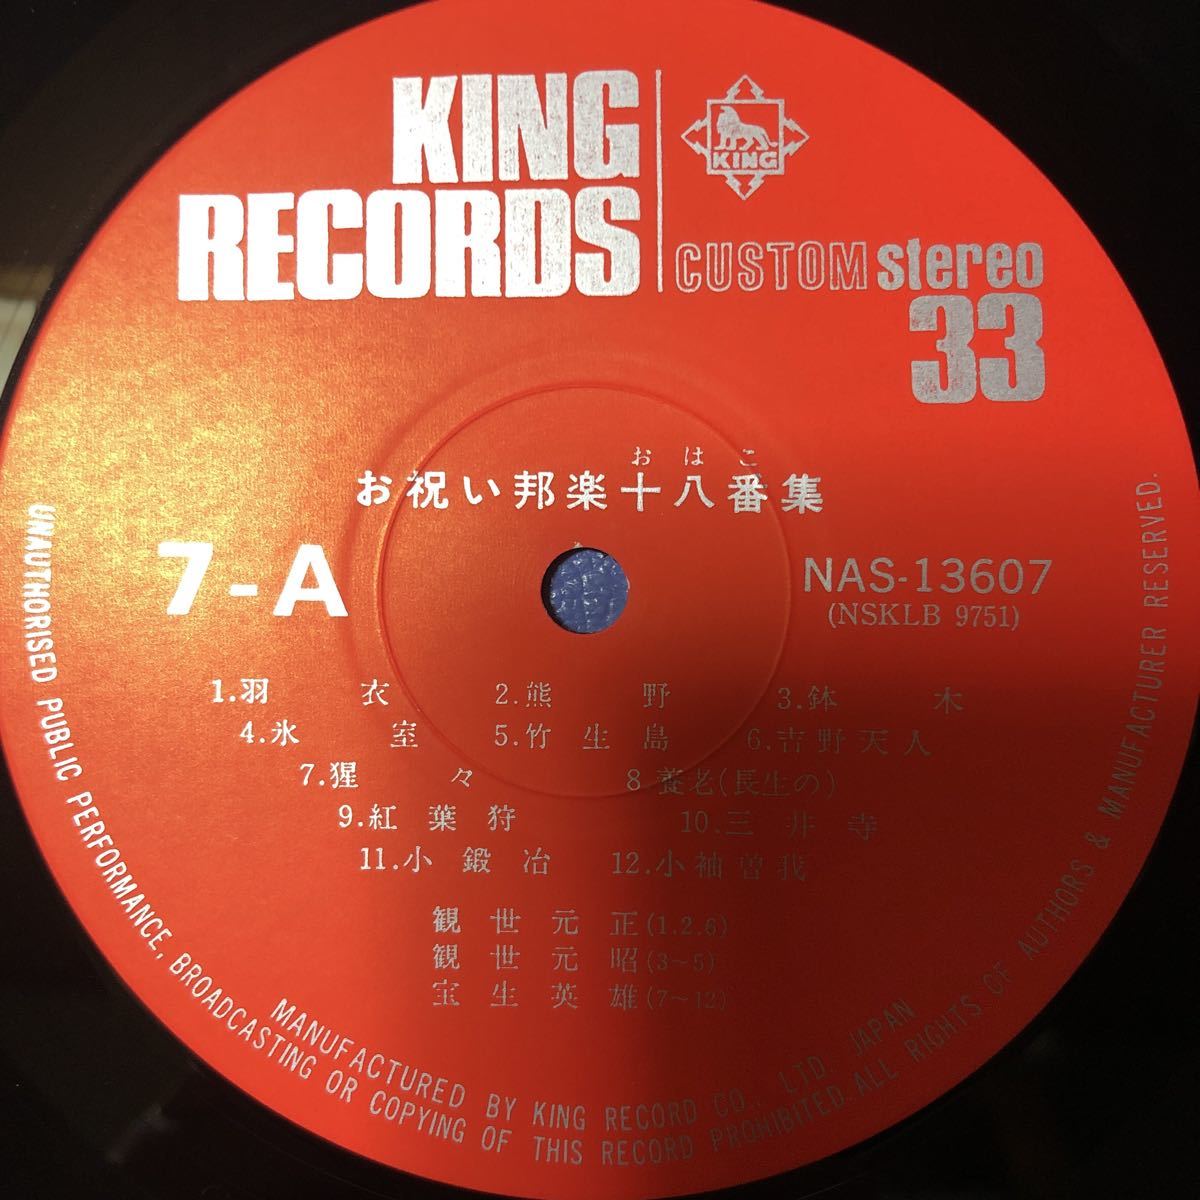 KING
RECORDS
KING
CUSTOM stereo
33
おはこ
お祝い邦楽十八番集
7-A
NAS-13607
(NSKLB 9751)
1.羽衣 2.熊野 3.鉢木
4.氷室 5.竹生島 6.吉野天人
7.猩々 8 養老(長生の)
9.紅葉狩 10.三井寺
11.小鍛冶 12.小袖曽我
観世元正(1.2.6)
観世元昭(3~5)
宝生英雄(7~12)
MANUFACTURED BY KING RECORD CO., LTD. JAPAN
UNAUTHORISED PUBLIC PERFORMANCE, BROADCASTING OR COPYING OF THIS RECORD PROHIBITED. ALL RIGHTS OF AUTHORS & MANUFACTURER RESERVED.